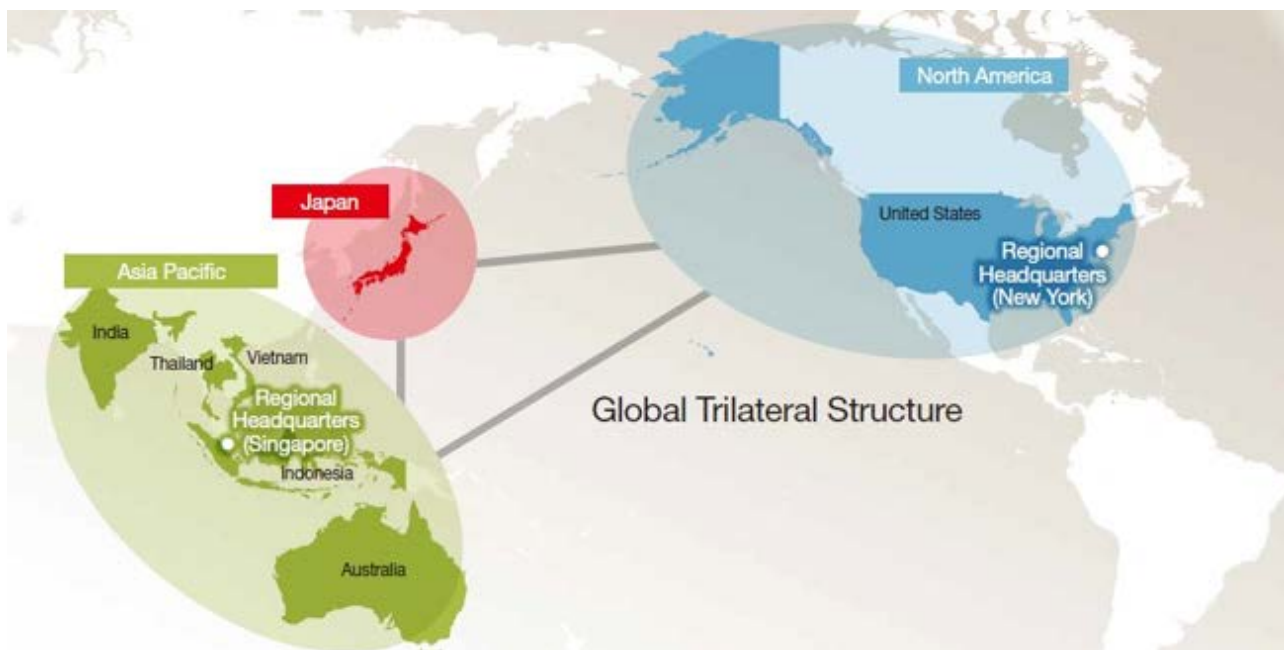 North America
Japan
United States
Regional
Headquarters
(New York)
Asia Pacific
India
Thailand
Vietnam
Regional
Headquarters
(Singapore)
Indonesia
Australia
Global Trilateral Structure